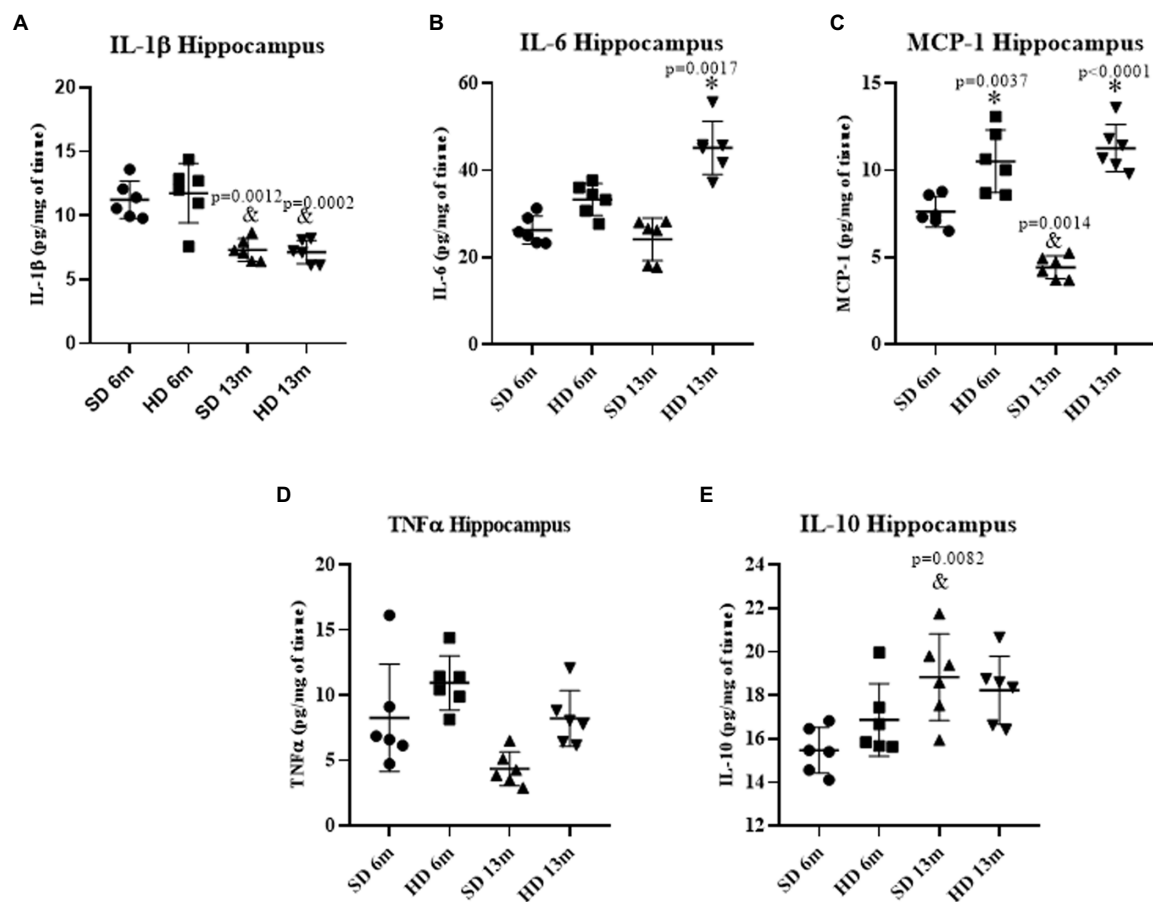 A
IL-1β Hippocampus
IL-1β (pg/mg of tissue)
20
15
10
5
0
p=0.0012
&
p=0.0002
&
SD 6m
HD 6m
SD 13m
HD 13m
B
IL-6 Hippocampus
IL-6 (pg/mg of tissue)
60
40
20
0
p=0.0017
*
SD 6m
HD 6m
SD 13m
HD 13m
C
MCP-1 Hippocampus
MCP-1 (pg/mg of tissue)
15
10
5
0
p=0.0037
*
p=0.0014
&
p<0.0001
*
SD 6m
HD 6m
SD 13m
HD 13m
D
TNFα Hippocampus
TNFα (pg/mg of tissue)
20
15
10
5
0
SD 6m
HD 6m
SD 13m
HD 13m
E
IL-10 Hippocampus
IL-10 (pg/mg of tissue)
24
22
20
18
16
14
12
p=0.0082
&
SD 6m
HD 6m
SD 13m
HD 13m